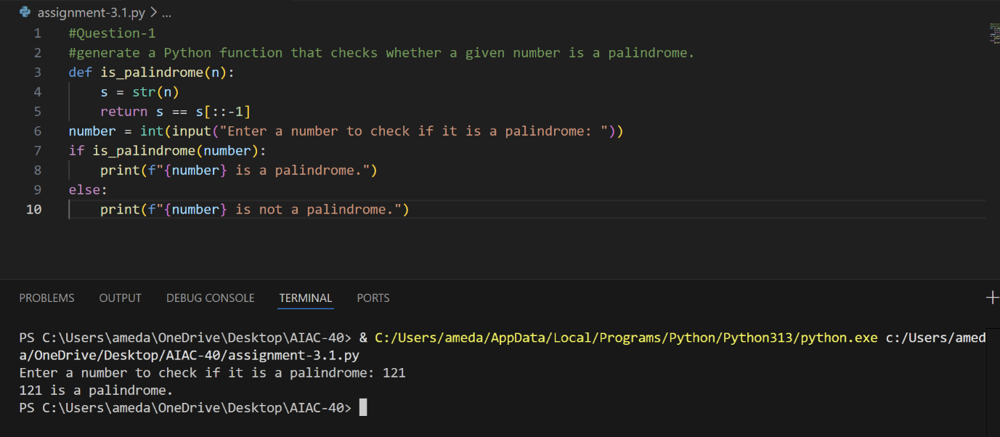 assignment-3.1.py > ...
1 #Question-1
2 #generate a Python function that checks whether a given number is a palindrome.
3 def is_palindrome(n):
4     s = str(n)
5     return s == s[::-1]
6 number = int(input("Enter a number to check if it is a palindrome: "))
7 if is_palindrome(number):
8     print(f"{number} is a palindrome.")
9 else:
10     print(f"{number} is not a palindrome.")
PROBLEMS OUTPUT DEBUG CONSOLE TERMINAL PORTS
PS C:\Users\ameda\OneDrive\Desktop\AIAC-40> & C:/Users/ameda/AppData/Local/Programs/Python/Python313/python.exe c:/Users/amed
a/OneDrive/Desktop/AIAC-40/assignment-3.1.py
Enter a number to check if it is a palindrome: 121
121 is a palindrome.
PS C:\Users\ameda\OneDrive\Desktop\AIAC-40>